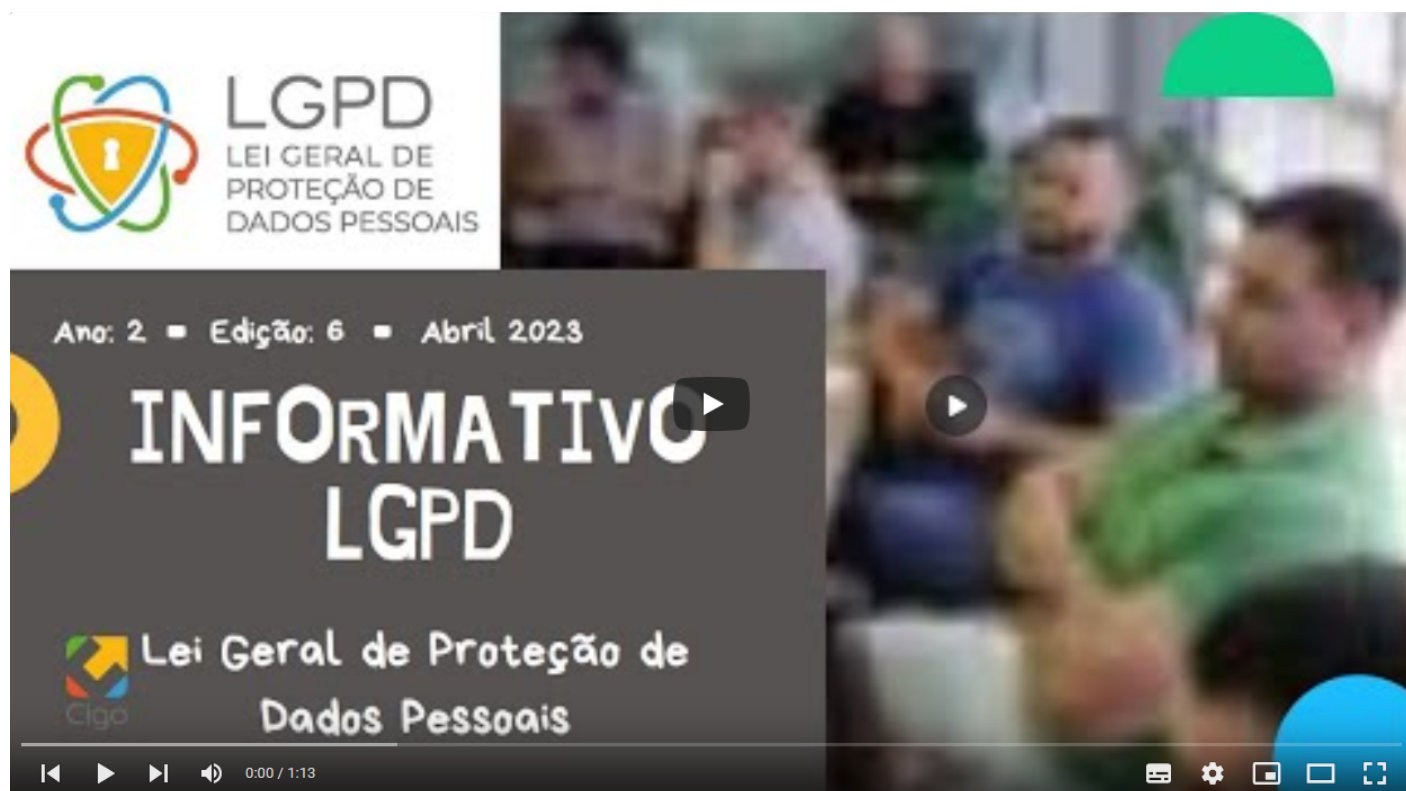 LGPD
LEI GERAL DE
PROTEÇÃO DE
DADOS PESSOAIS
Ano: 2 - Edição: 6 - Abril 2023
INFORMATIVO
LGPD
Lei Geral de Proteção de
Dados Pessoais
Cigo
0:00 / 1:13